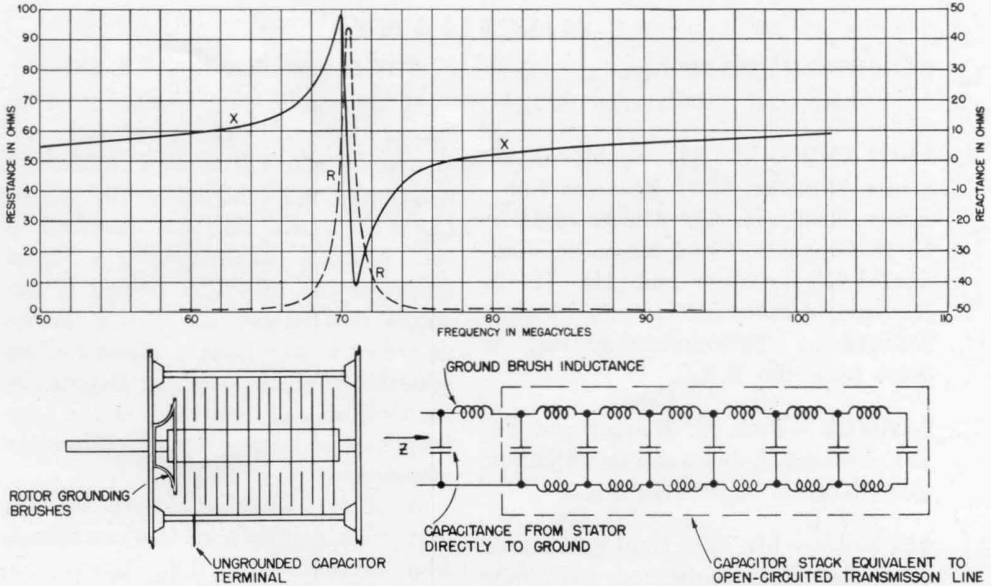 100
90
80
70
60
50
40
30
20
10
0
RESISTANCE IN OHMS
50
40
30
20
10
0
-10
-20
-30
-40
-50
REACTANCE IN OHMS
X
X
R
R
50
60
70
80
90
100
110
FREQUENCY IN MEGACYCLES
GROUND BRUSH INDUCTANCE
Z
ROTOR GROUNDING
BRUSHES
UNGROUNDED CAPACITOR
TERMINAL
CAPACITANCE FROM STATOR
DIRECTLY TO GROUND
CAPACITOR STACK EQUIVALENT TO
OPEN-CIRCUITED TRANSMISSON LINE